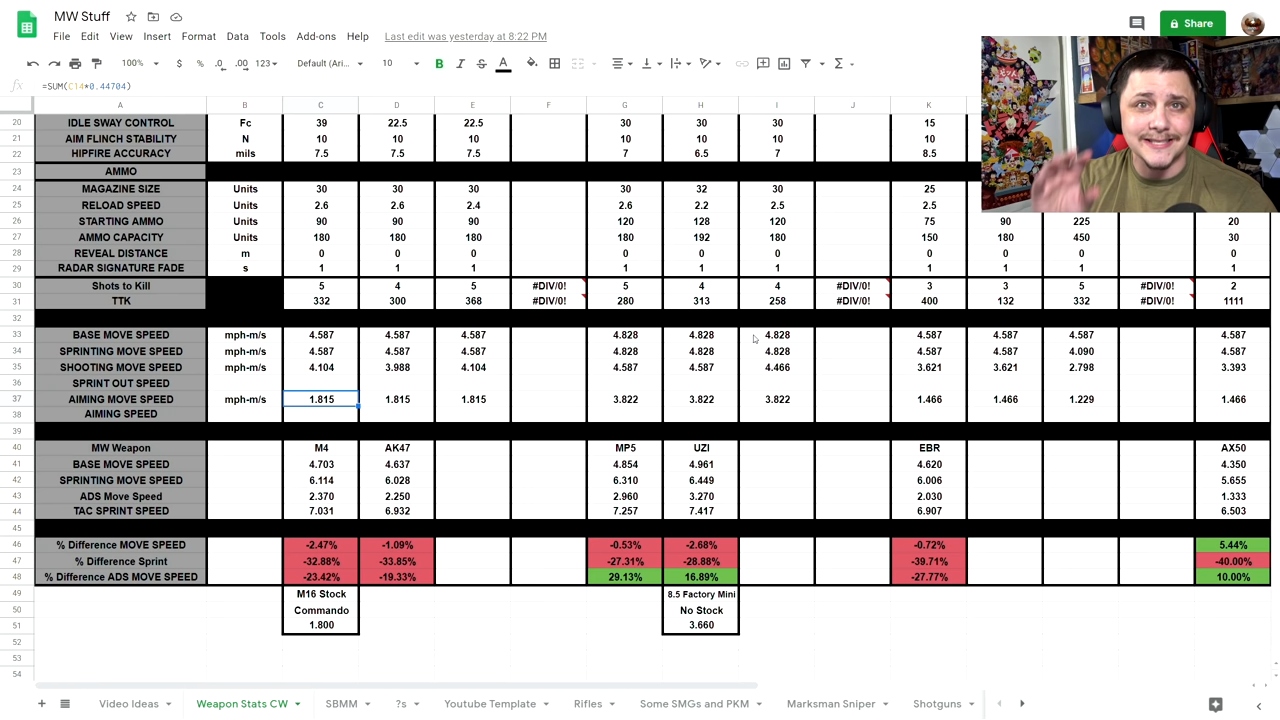 MW Stuff
Share
File Edit View Insert Format Data Tools Add-ons Help Last edit was yesterday at 8:22 PM
100% $ % .0 .00 123 Default (Ari... 10 B I S A
fx =SUM(C14*0.44704)
A B C D E F G H I J K
20 IDLE SWAY CONTROL Fc 39 22.5 22.5 30 30 30 15
21 AIM FLINCH STABILITY N 10 10 10 10 10 10 10
22 HIPFIRE ACCURACY mils 7.5 7.5 7.5 7 6.5 7 8.5
23 AMMO
24 MAGAZINE SIZE Units 30 30 30 30 32 30 25
25 RELOAD SPEED Units 2.6 2.6 2.4 2.6 2.2 2.5 2.5
26 STARTING AMMO Units 90 90 90 120 128 120 75 90 225 20
27 AMMO CAPACITY Units 180 180 180 180 192 180 150 180 450 30
28 REVEAL DISTANCE m 0 0 0 0 0 0 0 0 0 0
29 RADAR SIGNATURE FADE s 1 1 1 1 1 1 1 1 1 1
30 Shots to Kill 5 4 5 #DIV/0! 5 4 4 #DIV/0! 3 3 5 #DIV/0! 2
31 TTK 332 300 368 #DIV/0! 280 313 258 #DIV/0! 400 132 332 #DIV/0! 1111
32
33 BASE MOVE SPEED mph-m/s 4.587 4.587 4.587 4.828 4.828 4.828 4.587 4.587 4.587 4.587
34 SPRINTING MOVE SPEED mph-m/s 4.587 4.587 4.587 4.828 4.828 4.828 4.587 4.587 4.090 4.587
35 SHOOTING MOVE SPEED mph-m/s 4.104 3.988 4.104 4.587 4.587 4.466 3.621 3.621 2.798 3.393
36 SPRINT OUT SPEED
37 AIMING MOVE SPEED mph-m/s 1.815 1.815 1.815 3.822 3.822 3.822 1.466 1.466 1.229 1.466
38 AIMING SPEED
39
40 MW Weapon M4 AK47 MP5 UZI EBR AX50
41 BASE MOVE SPEED 4.703 4.637 4.854 4.961 4.620 4.350
42 SPRINTING MOVE SPEED 6.114 6.028 6.310 6.449 6.006 5.655
43 ADS Move Speed 2.370 2.250 2.960 3.270 2.030 1.333
44 TAC SPRINT SPEED 7.031 6.932 7.257 7.417 6.907 6.503
45
46 % Difference MOVE SPEED -2.47% -1.09% -0.53% -2.68% -0.72% 5.44%
47 % Difference Sprint -32.88% -33.85% -27.31% -28.88% -39.71% -40.00%
48 % Difference ADS MOVE SPEED -23.42% -19.33% 29.13% 16.89% -27.77% 10.00%
49 M16 Stock 8.5 Factory Mini
50 Commando No Stock
51 1.800 3.660
52
53
54
Video Ideas Weapon Stats CW SBMM ?s Youtube Template Rifles Some SMGs and PKM Marksman Sniper Shotguns